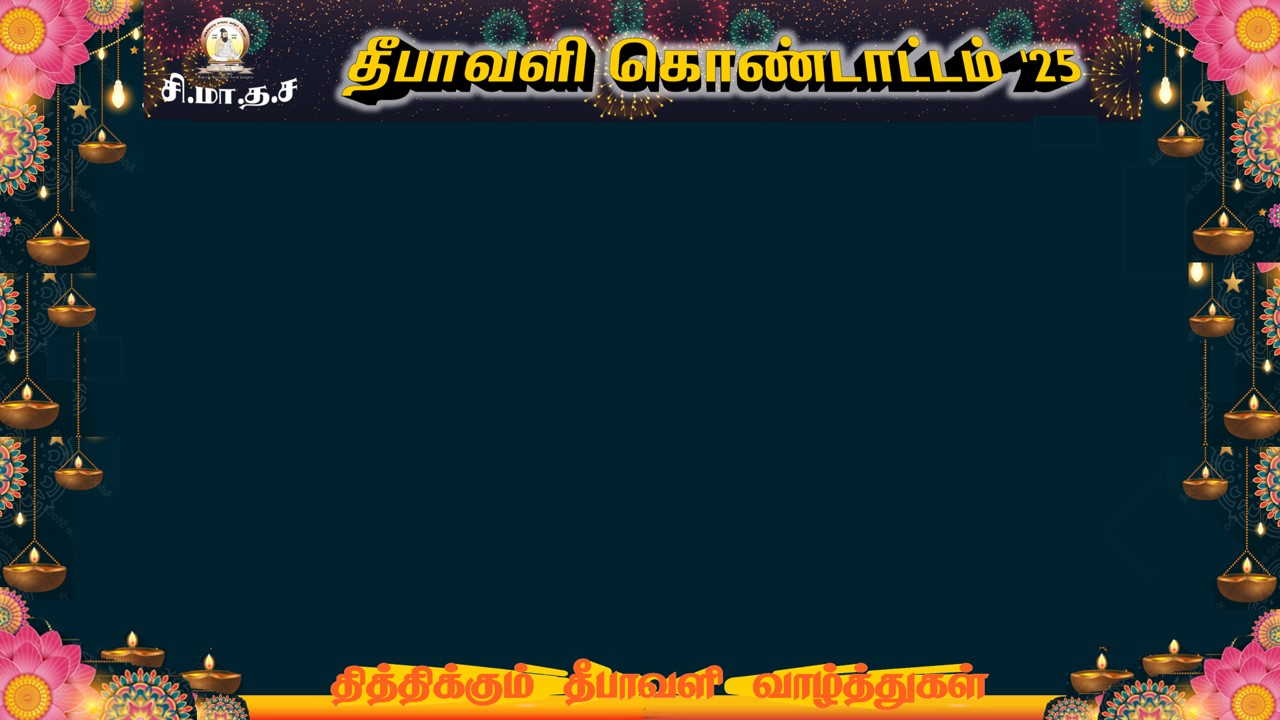 சி.மா.த.ச
தீபாவளி கொண்டாட்டம் '25
தித்திக்கும் தீபாவளி வாழ்த்துகள்